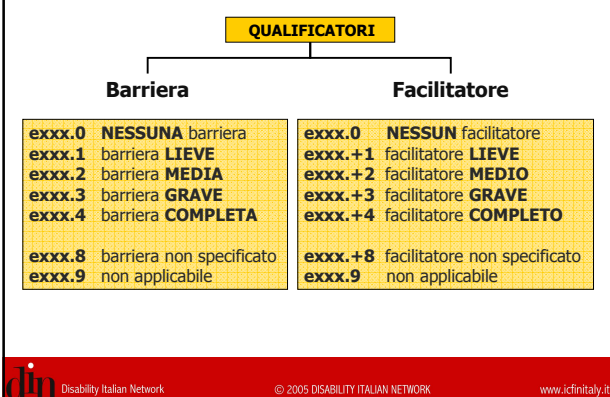 QUALIFICATORI
Barriera
exxx.0 NESSUNA barriera
exxx.1 barriera LIEVE
exxx.2 barriera MEDIA
exxx.3 barriera GRAVE
exxx.4 barriera COMPLETA
exxx.8 barriera non specificato
exxx.9 non applicabile
Facilitatore
exxx.0 NESSUN facilitatore
exxx.+1 facilitatore LIEVE
exxx.+2 facilitatore MEDIO
exxx.+3 facilitatore GRAVE
exxx.+4 facilitatore COMPLETO
exxx.+8 facilitatore non specificato
exxx.9 non applicabile
din Disability Italian Network © 2005 DISABILITY ITALIAN NETWORK www.icfinitaly.it